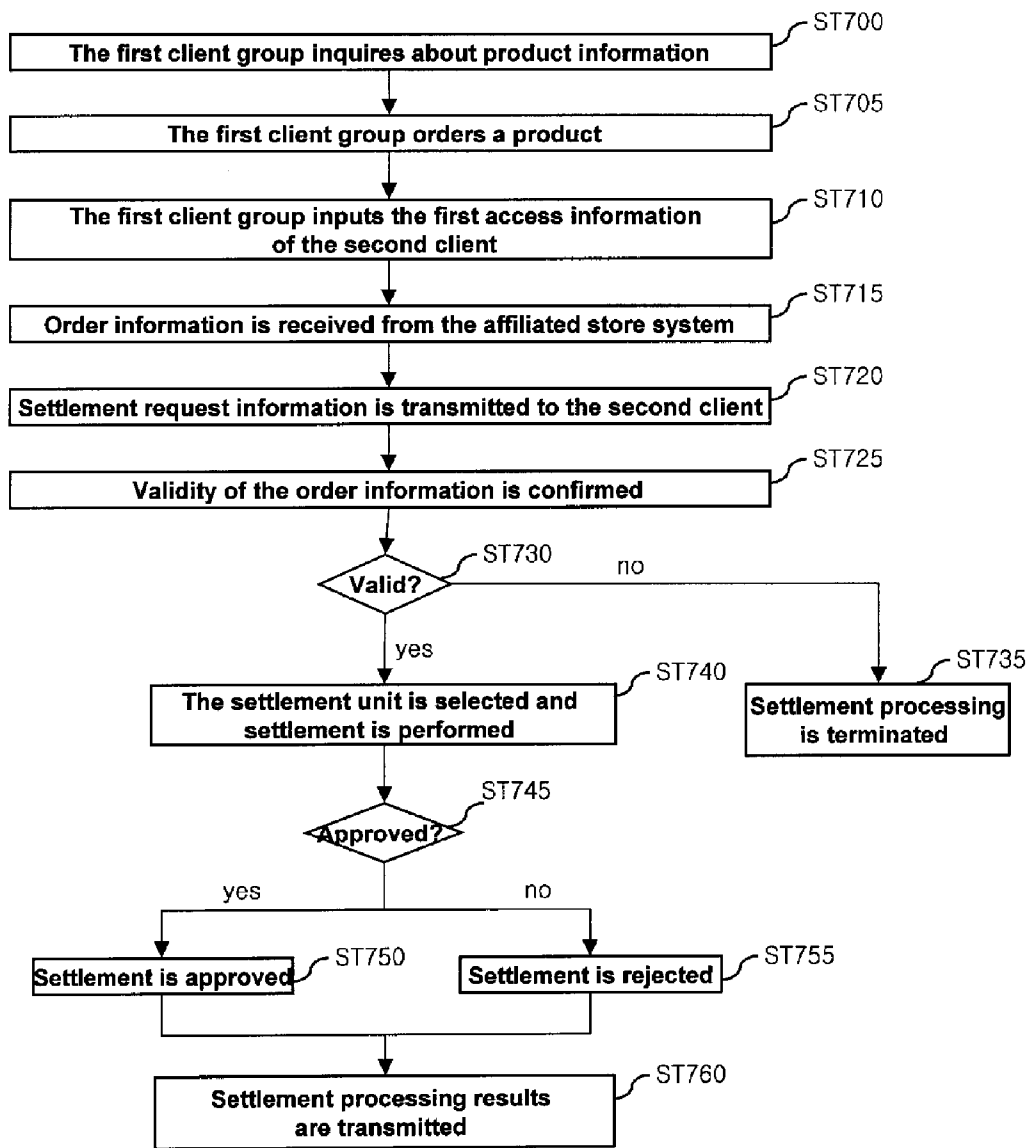 ST700
The first client group inquires about product information
ST705
The first client group orders a product
ST710
The first client group inputs the first access information
of the second client
ST715
Order information is received from the affiliated store system
ST720
Settlement request information is transmitted to the second client
ST725
Validity of the order information is confirmed
ST730
Valid?
no
yes
ST735
Settlement processing
is terminated
ST740
The settlement unit is selected and
settlement is performed
ST745
Approved?
yes
no
ST750
Settlement is approved
ST755
Settlement is rejected
ST760
Settlement processing results
are transmitted